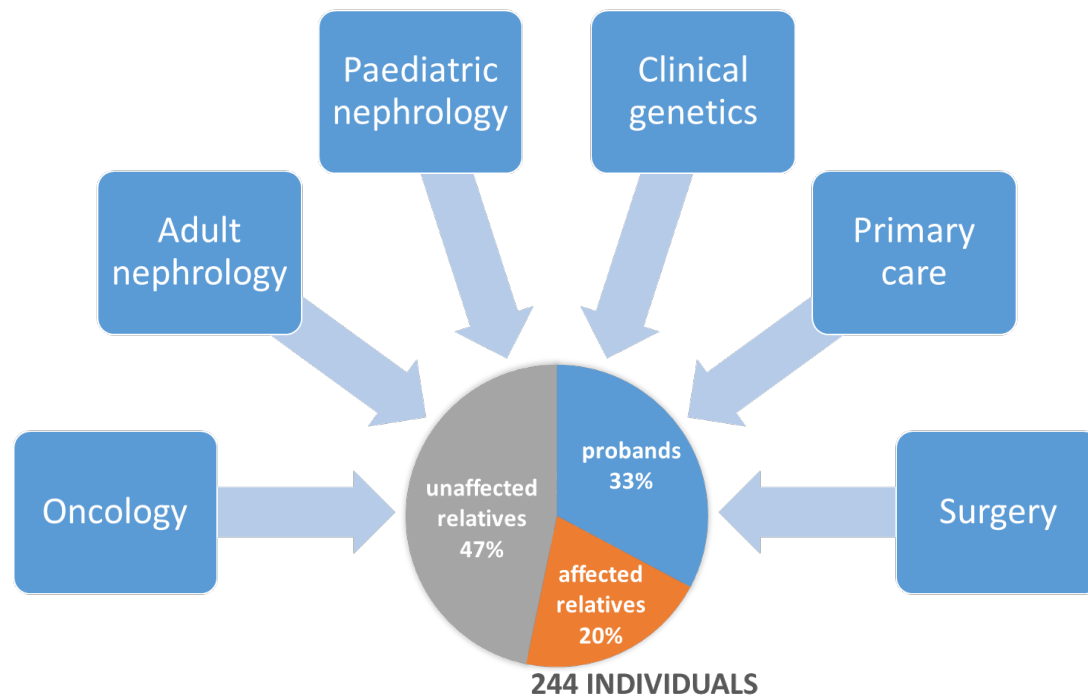 Paediatric
nephrology
Clinical
genetics
Adult
nephrology
Primary
care
Oncology
Surgery
probands
33%
unaffected
relatives
47%
affected
relatives
20%
244 INDIVIDUALS